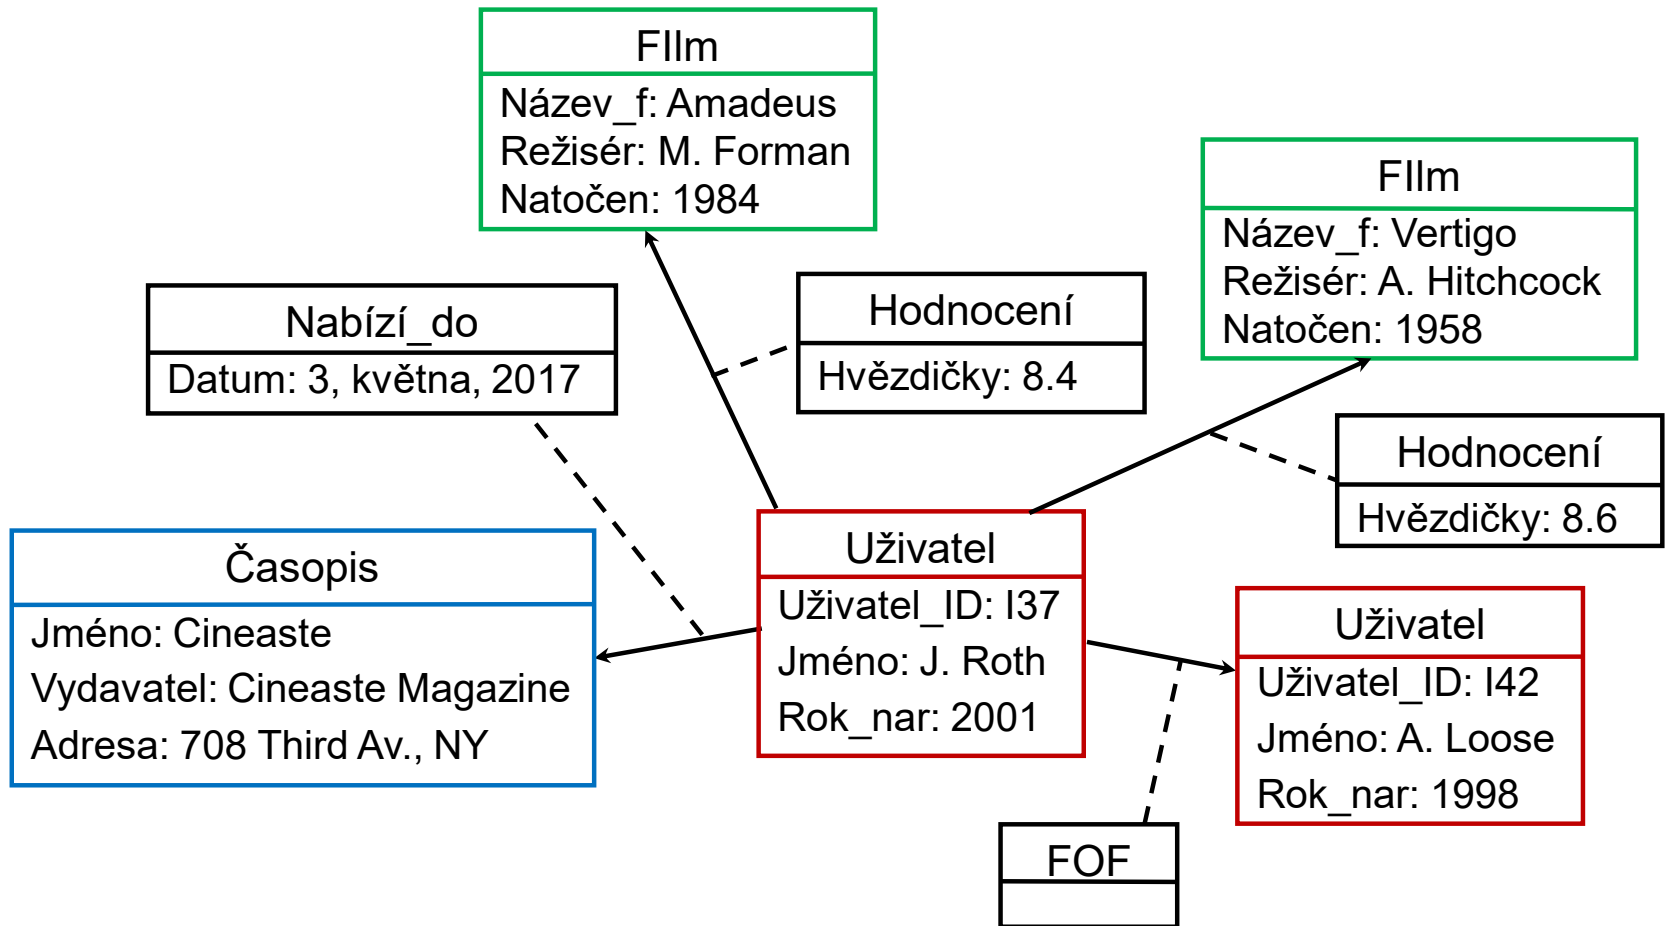 FIlm
Název_f: Amadeus
Režisér: M. Forman
Natočen: 1984
FIlm
Název_f: Vertigo
Režisér: A. Hitchcock
Natočen: 1958
Nabízí_do
Datum: 3, května, 2017
Hodnocení
Hvězdičky: 8.4
Hodnocení
Hvězdičky: 8.6
Časopis
Jméno: Cineaste
Vydavatel: Cineaste Magazine
Adresa: 708 Third Av., NY
Uživatel
Uživatel_ID: I37
Jméno: J. Roth
Rok_nar: 2001
Uživatel
Uživatel_ID: I42
Jméno: A. Loose
Rok_nar: 1998
FOF